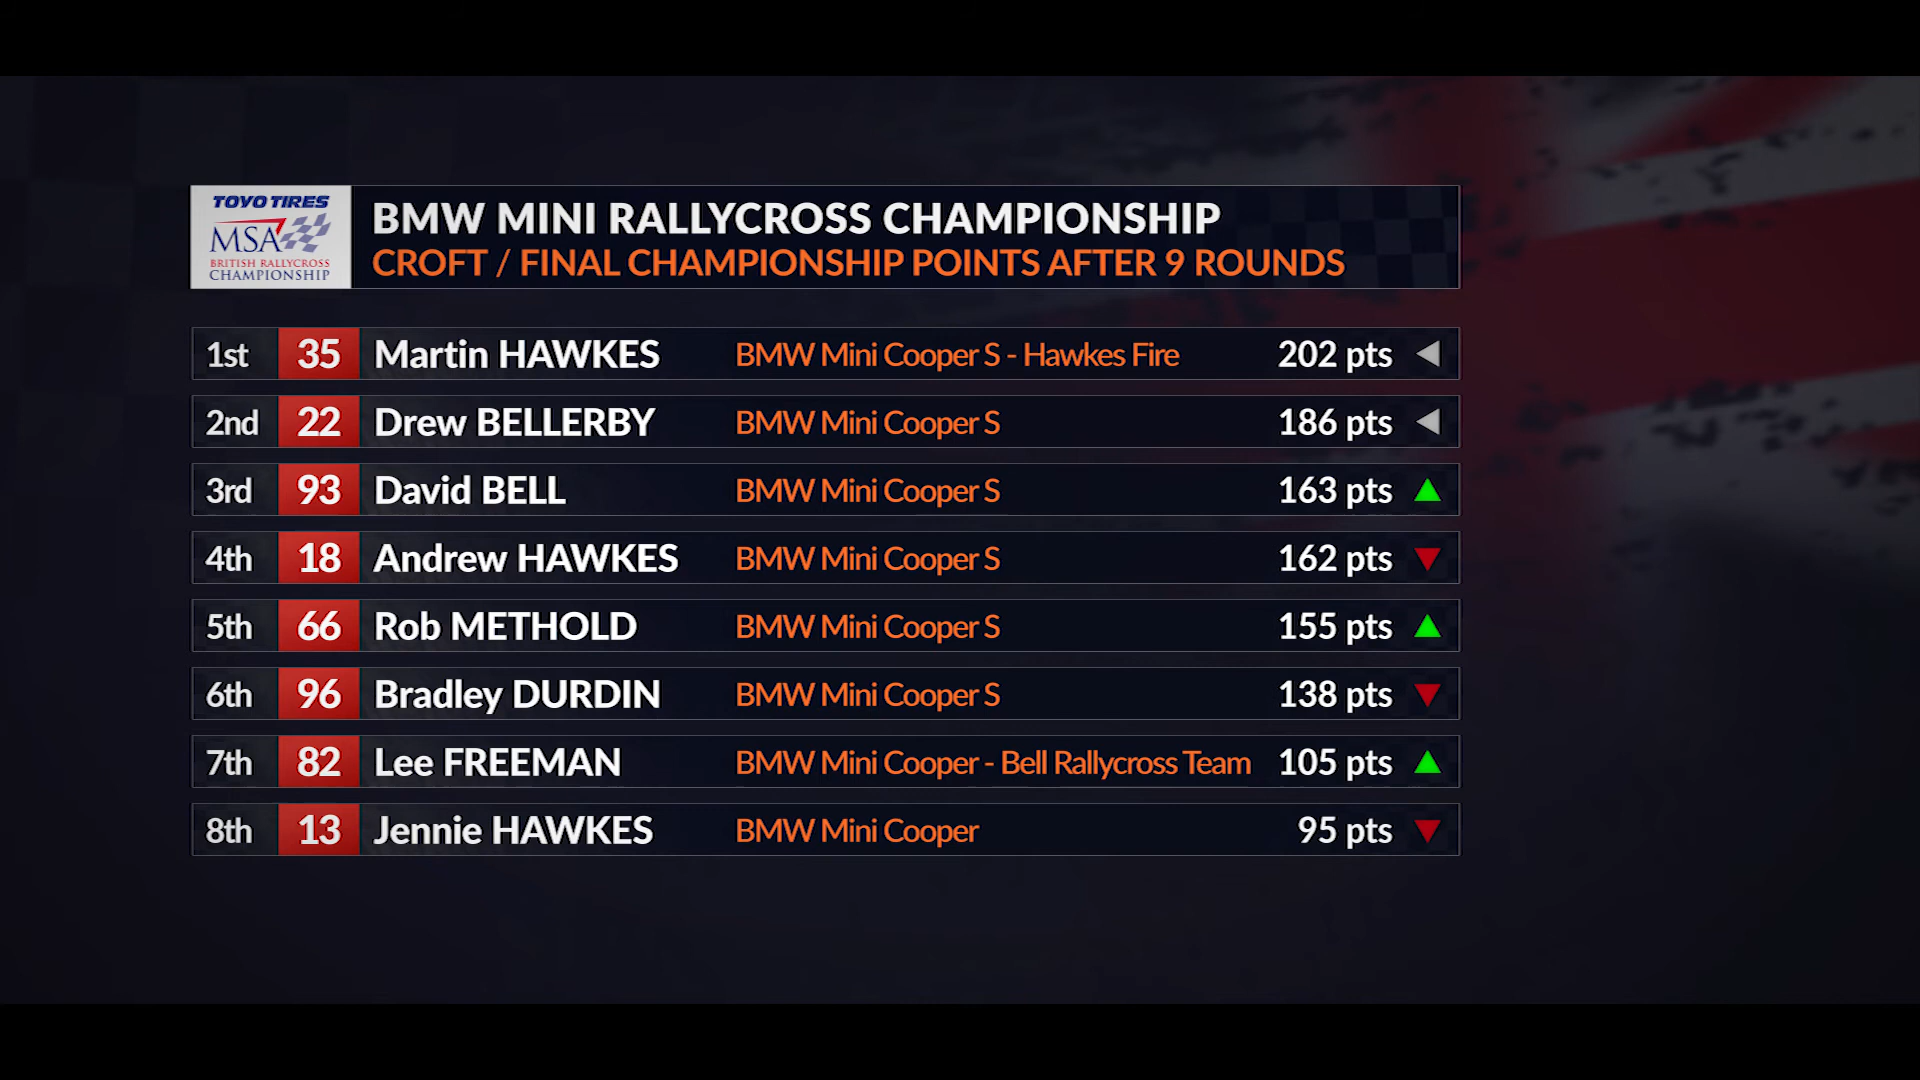 TOYO TIRES
MSA
BRITISH RALLYCROSS
CHAMPIONSHIP
BMW MINI RALLYCROSS CHAMPIONSHIP
CROFT / FINAL CHAMPIONSHIP POINTS AFTER 9 ROUNDS
1st 35 Martin HAWKES BMW Mini Cooper S - Hawkes Fire 202 pts
2nd 22 Drew BELLERBY BMW Mini Cooper S 186 pts
3rd 93 David BELL BMW Mini Cooper S 163 pts
4th 18 Andrew HAWKES BMW Mini Cooper S 162 pts
5th 66 Rob METHOLD BMW Mini Cooper S 155 pts
6th 96 Bradley DURDIN BMW Mini Cooper S 138 pts
7th 82 Lee FREEMAN BMW Mini Cooper - Bell Rallycross Team 105 pts
8th 13 Jennie HAWKES BMW Mini Cooper 95 pts